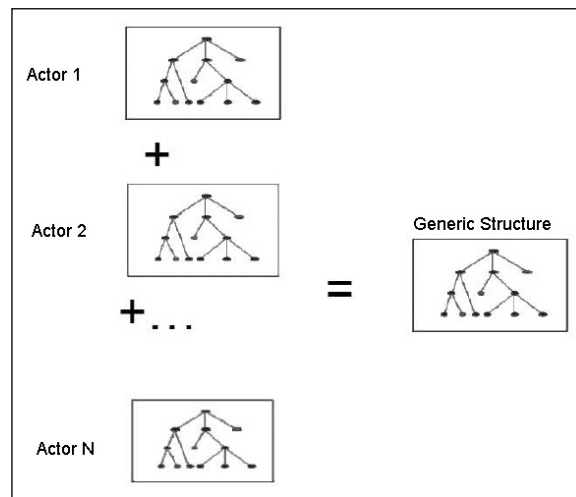 Actor 1
+
Actor 2
Generic Structure
=
+...
Actor N